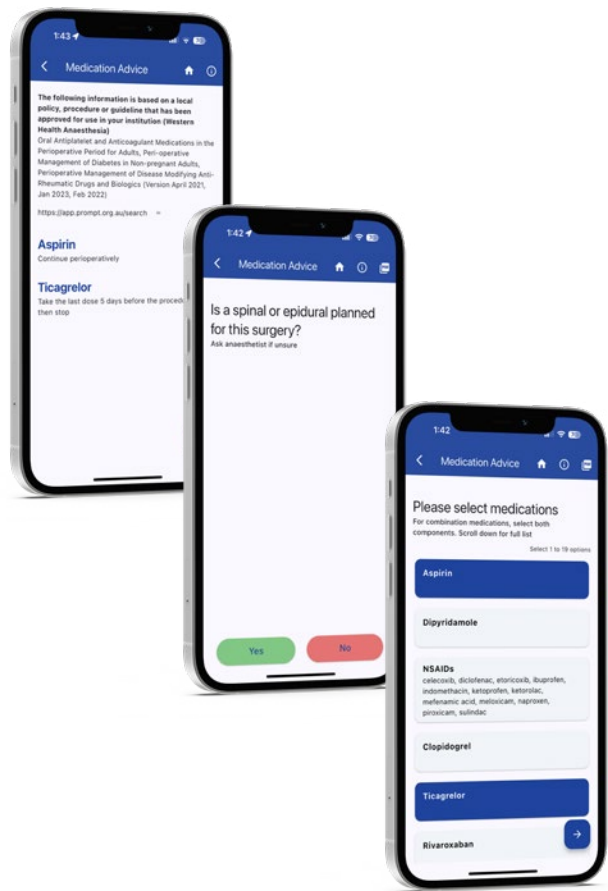 1:43
Medication Advice
The following information is based on a local
policy, procedure or guideline that has been
approved for use in your institution (Western
Health Anaesthesia)
Oral Antiplatelet and Anticoagulant Medications in the
Perioperative Period for Adults, Peri-operative
Management of Diabetes in Non-pregnant Adults,
Perioperative Management of Disease Modifying Anti-
Rheumatic Drugs and Biologics (Version April 2021,
Jan 2023, Feb 2022)
https://app.prompt.org.au/search
Aspirin
Continue perioperatively
Ticagrelor
Take the last dose 5 days before the
then stop
1:42
Medication Advice
Is a spinal or epidural planned
for this surgery?
Ask anaesthetist if unsure
Yes
No
1:42
Medication Advice
Please select medications
For combination medications, select both
components. Scroll down for full list
Select 1 to 19 options
Aspirin
Dipyridamole
NSAIDs
celecoxib, diclofenac, etoricoxib, ibuprofen,
indomethacin, ketoprofen, ketorolac,
mefenamic acid, meloxicam, naproxen,
piroxicam, sulindac
Clopidogrel
Ticagrelor
Rivaroxaban